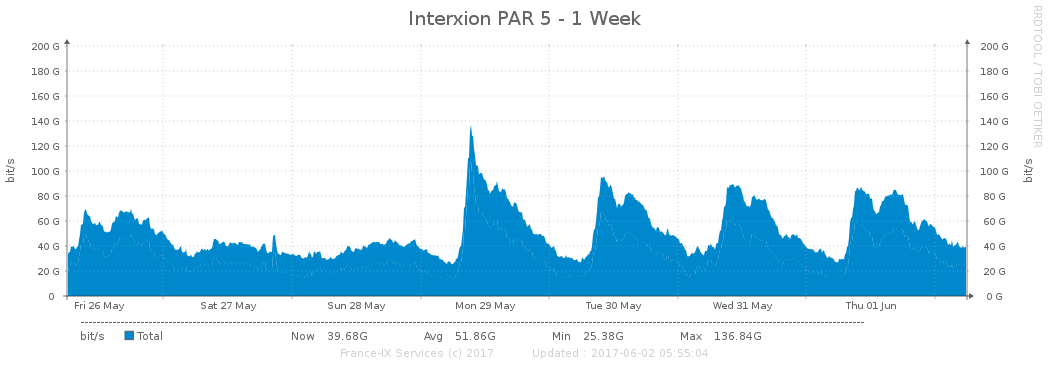 Interxion PAR 5 - 1 Week
RRDTOOL / TOBI OETIKER
200 G 200 G
180 G 180 G
160 G 160 G
140 G 140 G
120 G 120 G
100 G 100 G
80 G 80 G
60 G 60 G
40 G 40 G
20 G 20 G
0 0 G
bit/s bit/s
Fri 26 May Sat 27 May Sun 28 May Mon 29 May Tue 30 May Wed 31 May Thu 01 Jun
bit/s Total Now 39.68G Avg 51.86G Min 25.38G Max 136.84G
France-IX Services (c) 2017 Updated : 2017-06-02 05:55:04